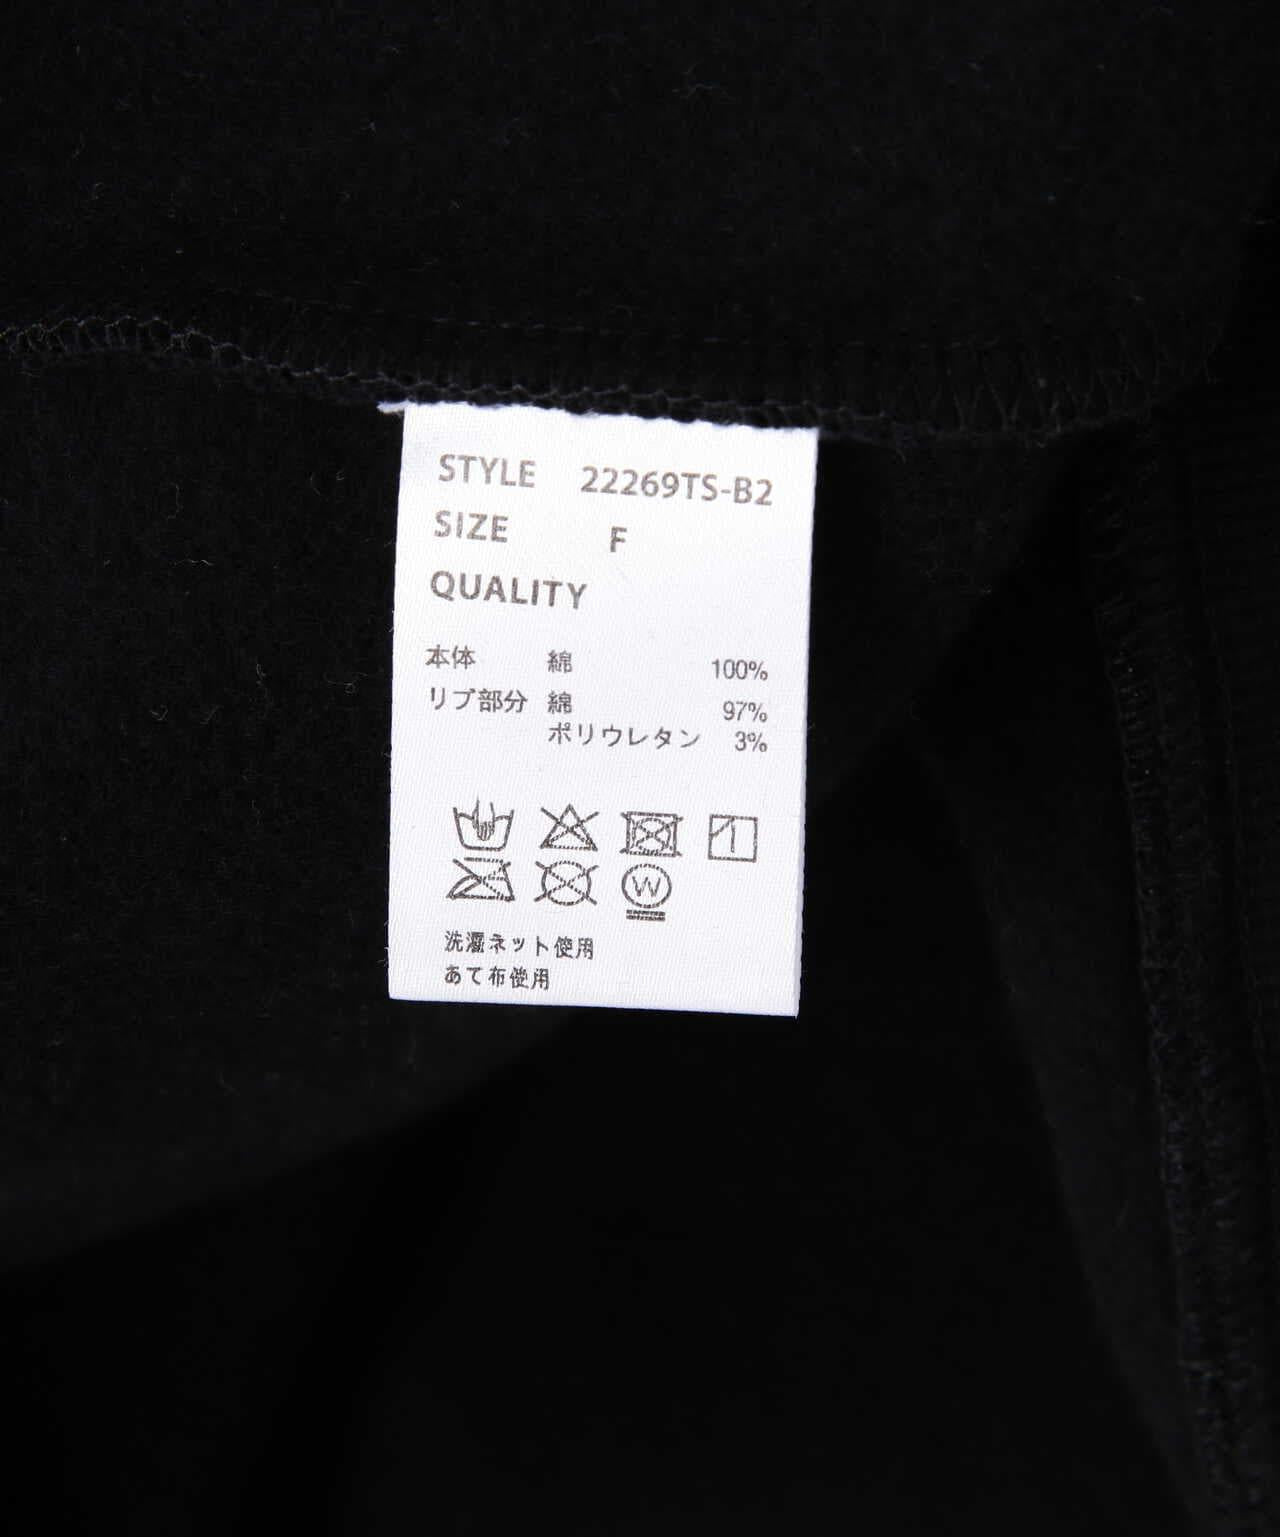 STYLE 22269TS-B2
SIZE F
QUALITY
本体 綿 100%
リブ部分 綿 97%
ポリウレタン 3%
W
洗濯ネット使用
あて布使用